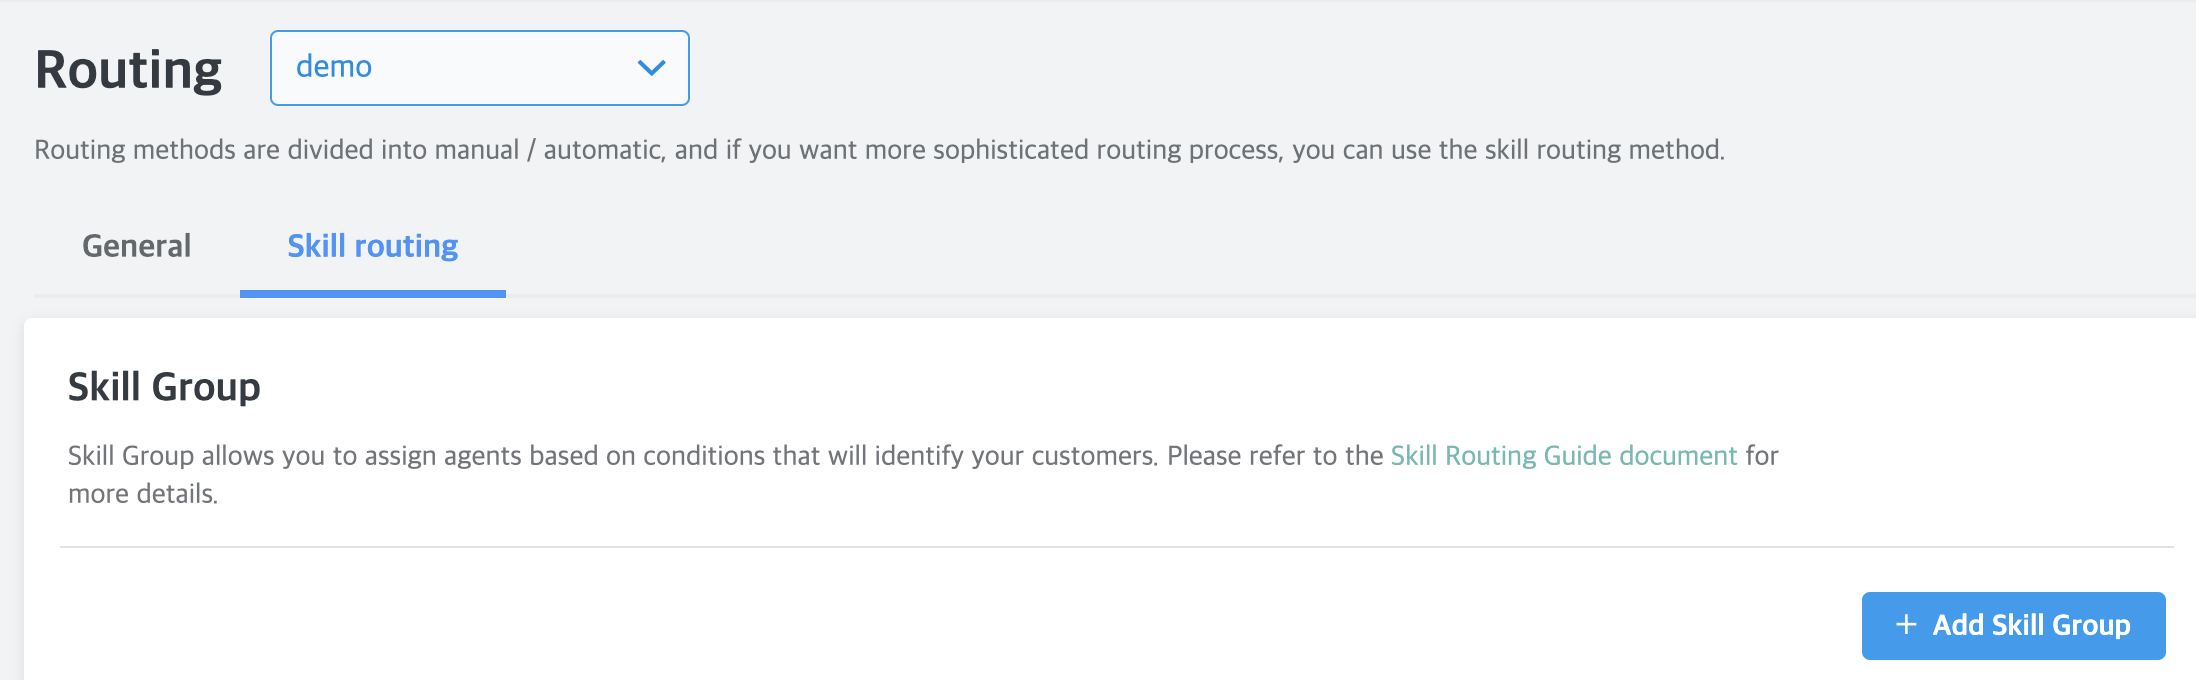 Routing
demo
Routing methods are divided into manual / automatic, and if you want more sophisticated routing process, you can use the skill routing method.
General
Skill routing
Skill Group
Skill Group allows you to assign agents based on conditions that will identify your customers. Please refer to the Skill Routing Guide document for
more details.
+ Add Skill Group